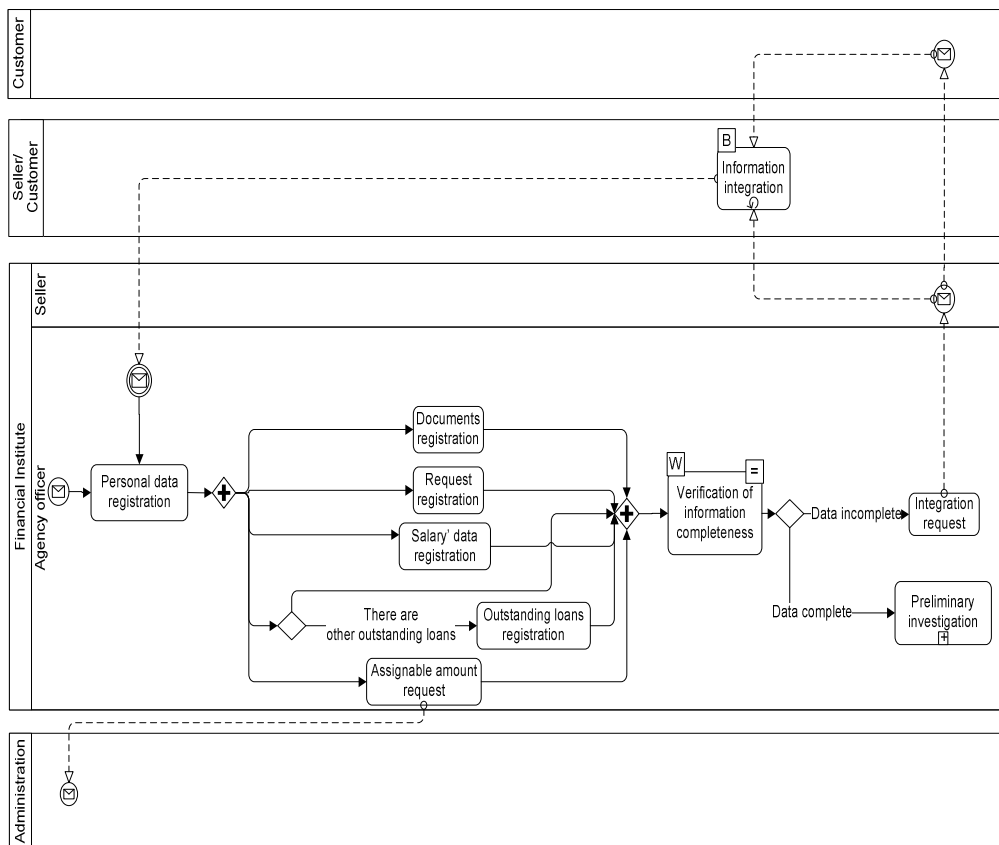 Customer
Seller/
Customer
B
Information
integration
Financial Institute
Seller
Agency officer
Personal data
registration
Documents
registration
Request
registration
Salary' data
registration
There are
other outstanding loans
Outstanding loans
registration
Assignable amount
request
W
=
Verification of
information
completeness
Data incomplete
Integration
request
Data complete
Preliminary
investigation
+
Administration